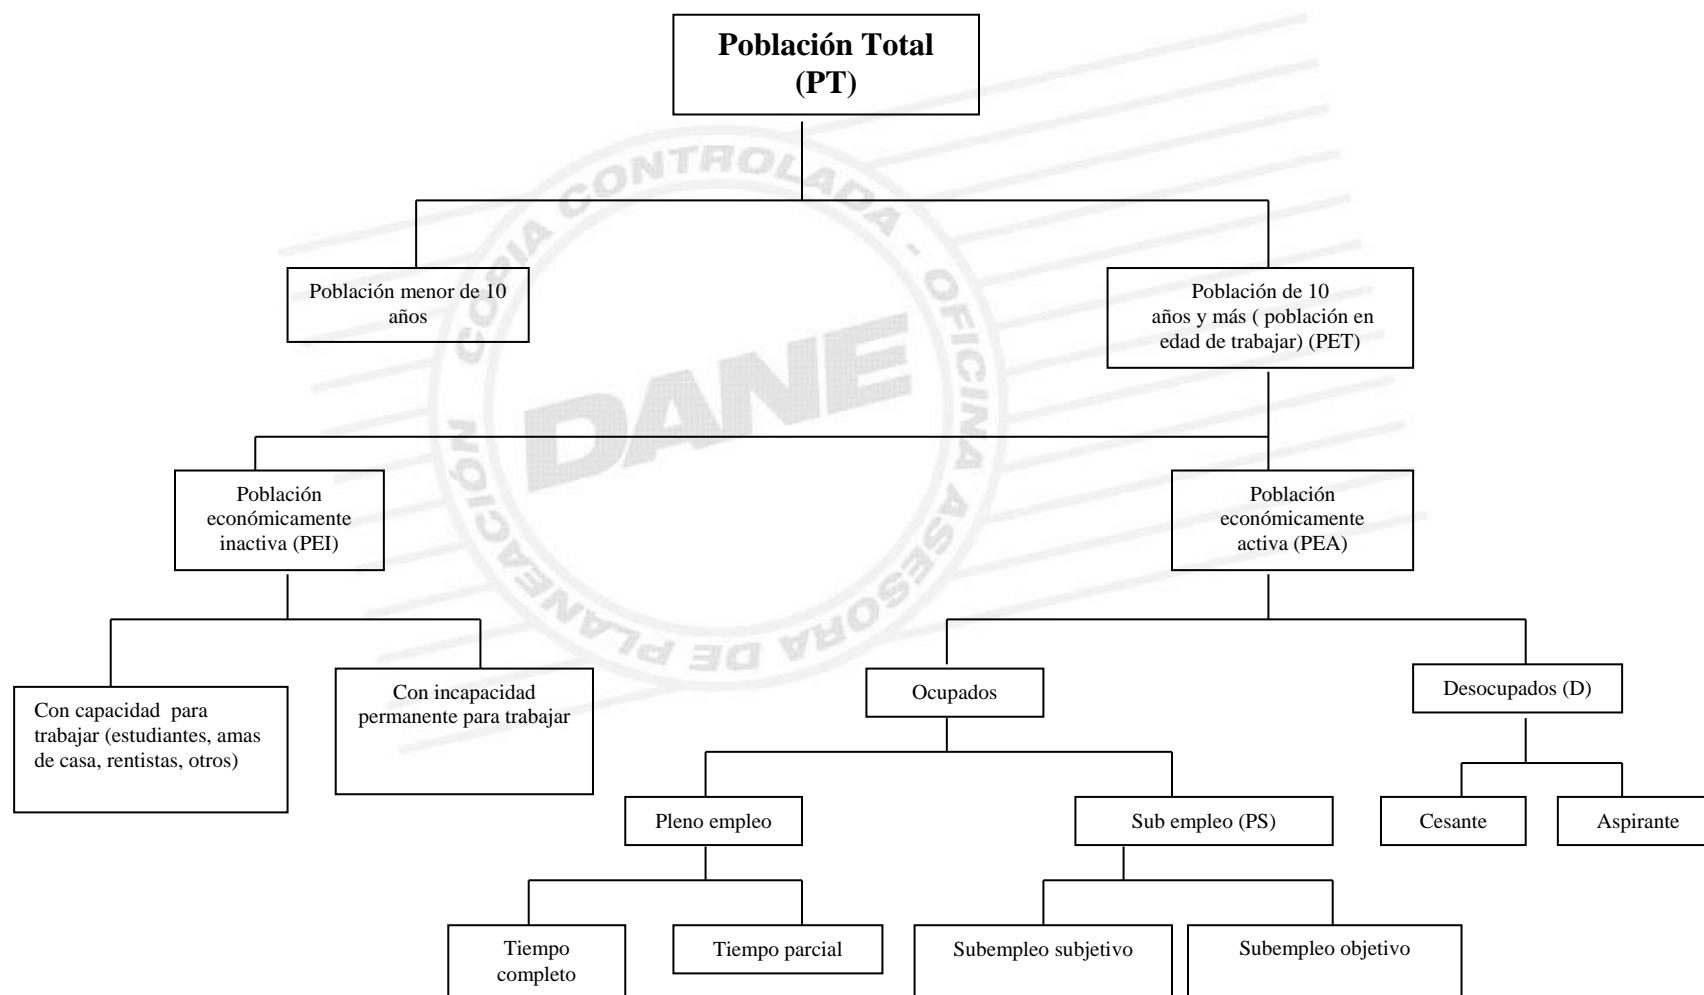 Población Total
(PT)
COPIA CONTROLADA - OFICINA ASESORA DE PLANEACIÓN
DANE
Población menor de 10
años
Población de 10
años y más ( población en
edad de trabajar) (PET)
Población
económicamente
inactiva (PEI)
Población
económicamente
activa (PEA)
Con capacidad  para
trabajar (estudiantes, amas
de casa, rentistas, otros)
Con incapacidad
permanente para trabajar
Ocupados
Desocupados (D)
Pleno empleo
Sub empleo (PS)
Cesante
Aspirante
Tiempo
completo
Tiempo parcial
Subempleo subjetivo
Subempleo objetivo